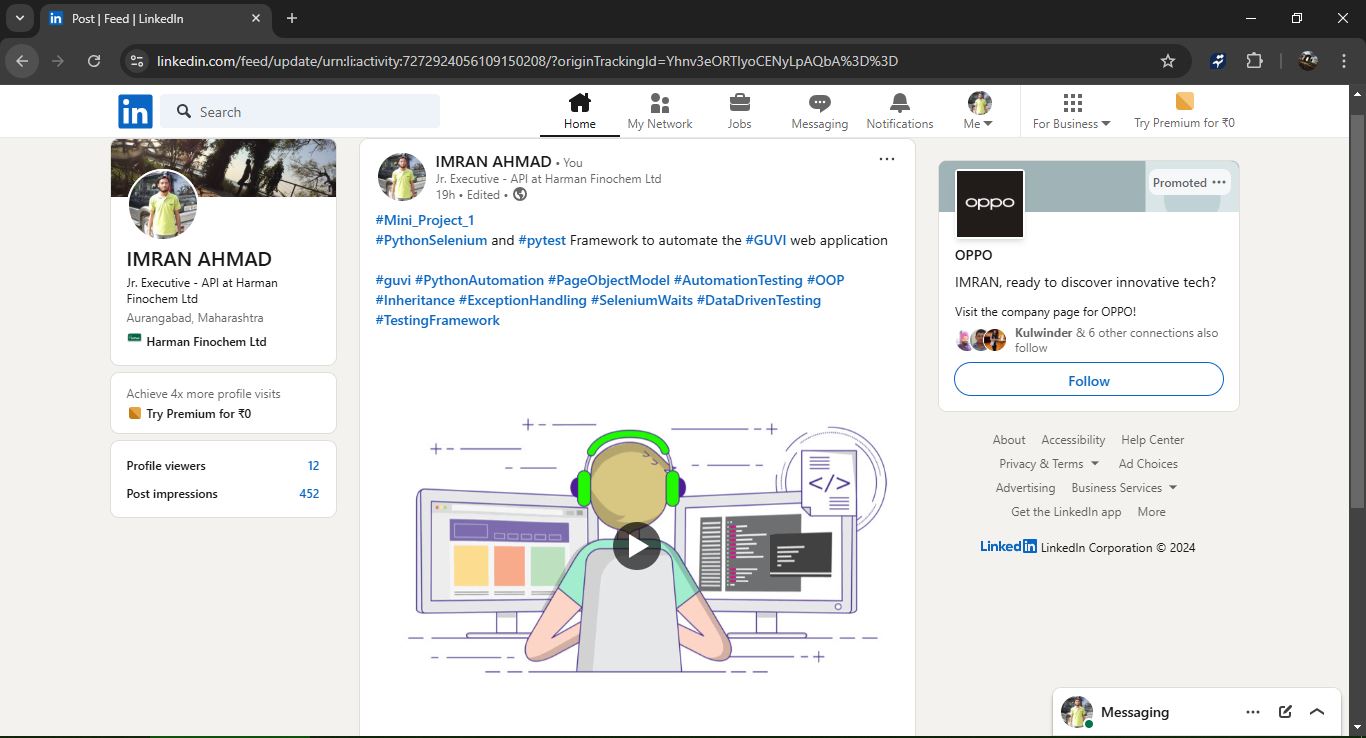 Post | Feed | LinkedIn
linkedin.com/feed/update/urn:li:activity:7272924056109150208/?originTrackingId=Yhnv3eORTlyoCENyLpAQbA%3D%3D
in
Search
Home
My Network
Jobs
Messaging
Notifications
Me
For Business
Try Premium for ₹0
IMRAN AHMAD
Jr. Executive - API at Harman
Finochem Ltd
Aurangabad, Maharashtra
Harman Finochem Ltd
Achieve 4x more profile visits
Try Premium for ₹0
Profile viewers 12
Post impressions 452
IMRAN AHMAD • You
Jr. Executive - API at Harman Finochem Ltd
19h • Edited •
#Mini_Project_1
#PythonSelenium and #pytest Framework to automate the #GUVI web application
#guvi #PythonAutomation #PageObjectModel #AutomationTesting #OOP
#Inheritance #ExceptionHandling #SeleniumWaits #DataDrivenTesting
#TestingFramework
</>
Promoted
oppo
OPPO
IMRAN, ready to discover innovative tech?
Visit the company page for OPPO!
Kulwinder & 6 other connections also
follow
Follow
About Accessibility Help Center
Privacy & Terms Ad Choices
Advertising Business Services
Get the LinkedIn app More
LinkedIn LinkedIn Corporation © 2024
Messaging